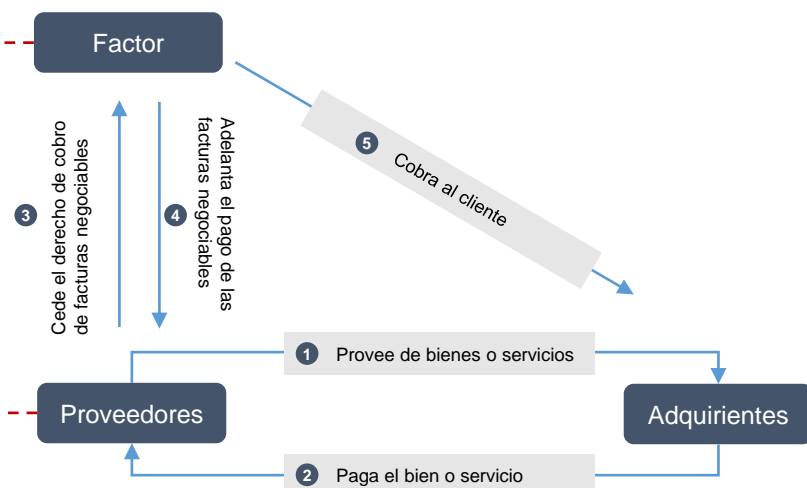 Factor
5 Cobra al cliente
3 Cede el derecho de cobro
de facturas negociables
4 Adelanta el pago de las
facturas negociables
1 Provee de bienes o servicios
Proveedores
Adquirientes
2 Paga el bien o servicio